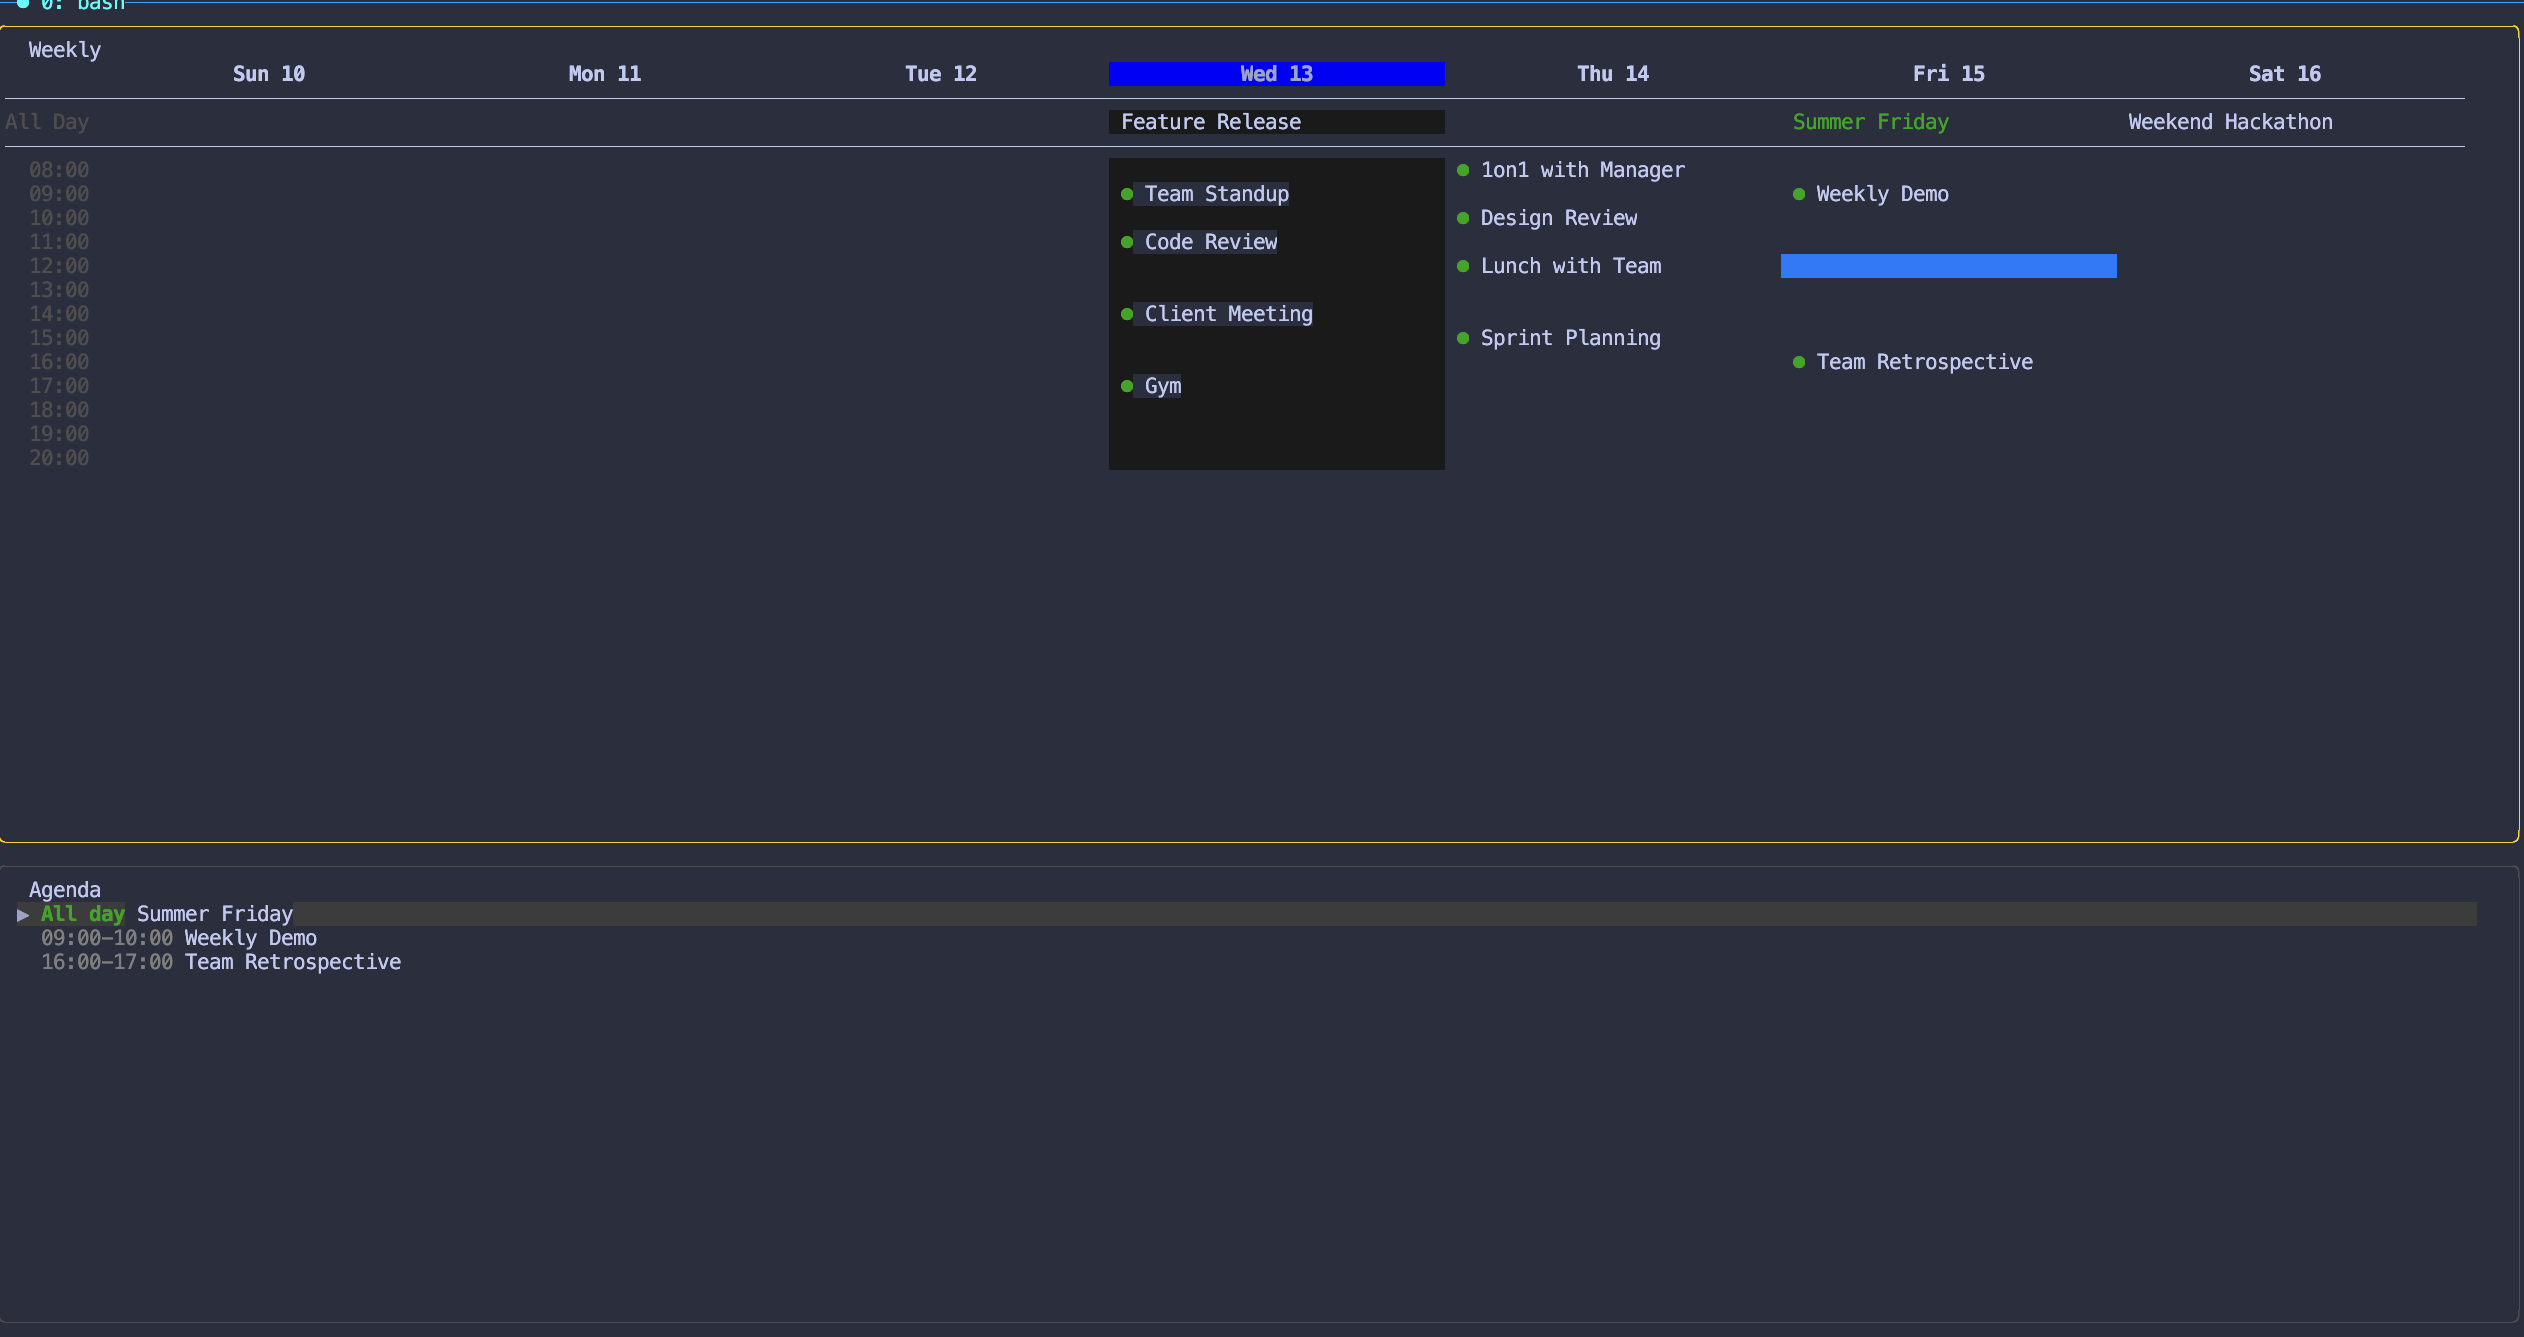 0: bash
Weekly
Sun 10 Mon 11 Tue 12 Wed 13 Thu 14 Fri 15 Sat 16
All Day Feature Release Summer Friday Weekend Hackathon
08:00 1on1 with Manager
09:00 Team Standup Weekly Demo
10:00 Design Review
11:00 Code Review
12:00 Lunch with Team
13:00
14:00 Client Meeting
15:00 Sprint Planning
16:00 Team Retrospective
17:00 Gym
18:00
19:00
20:00
Agenda
▶ All day Summer Friday
09:00-10:00 Weekly Demo
16:00-17:00 Team Retrospective